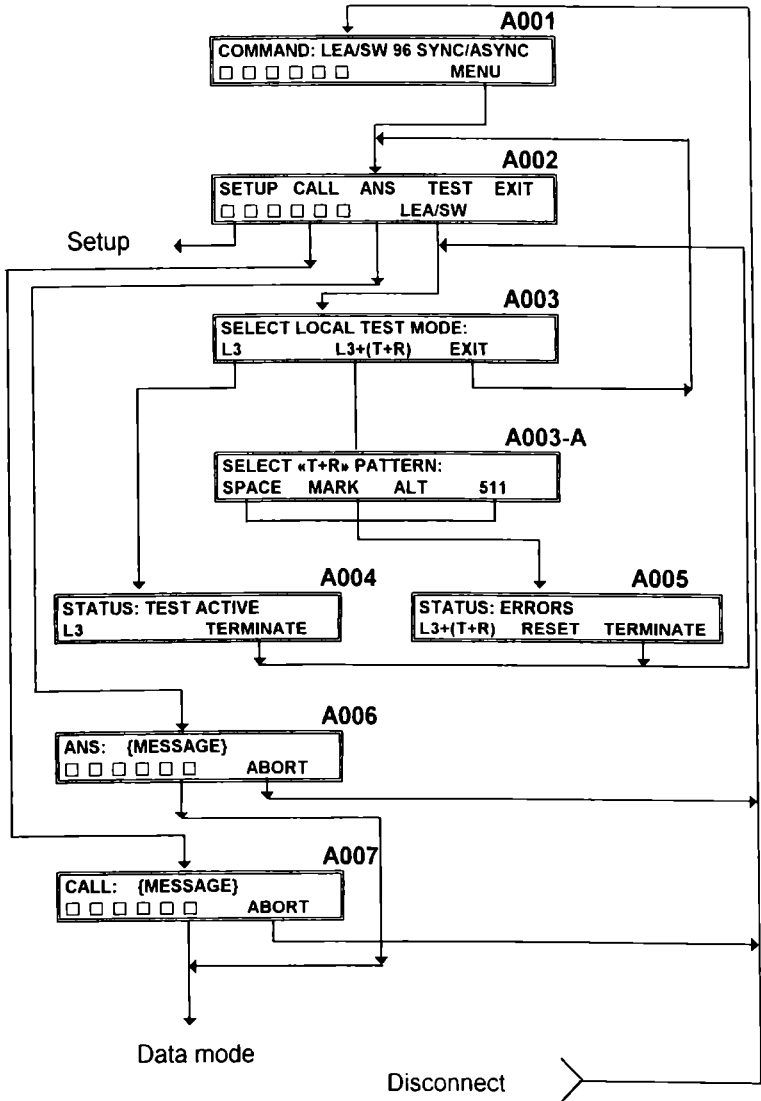 A001
COMMAND: LEA/SW 96 SYNC/ASYNC
MENU
A002
SETUP CALL ANS TEST EXIT
LEA/SW
Setup
A003
SELECT LOCAL TEST MODE:
L3 L3+(T+R) EXIT
A003-A
SELECT «T+R» PATTERN:
SPACE MARK ALT 511
A004
STATUS: TEST ACTIVE
L3 TERMINATE
A005
STATUS: ERRORS
L3+(T+R) RESET TERMINATE
A006
ANS: {MESSAGE}
ABORT
A007
CALL: {MESSAGE}
ABORT
Data mode
Disconnect